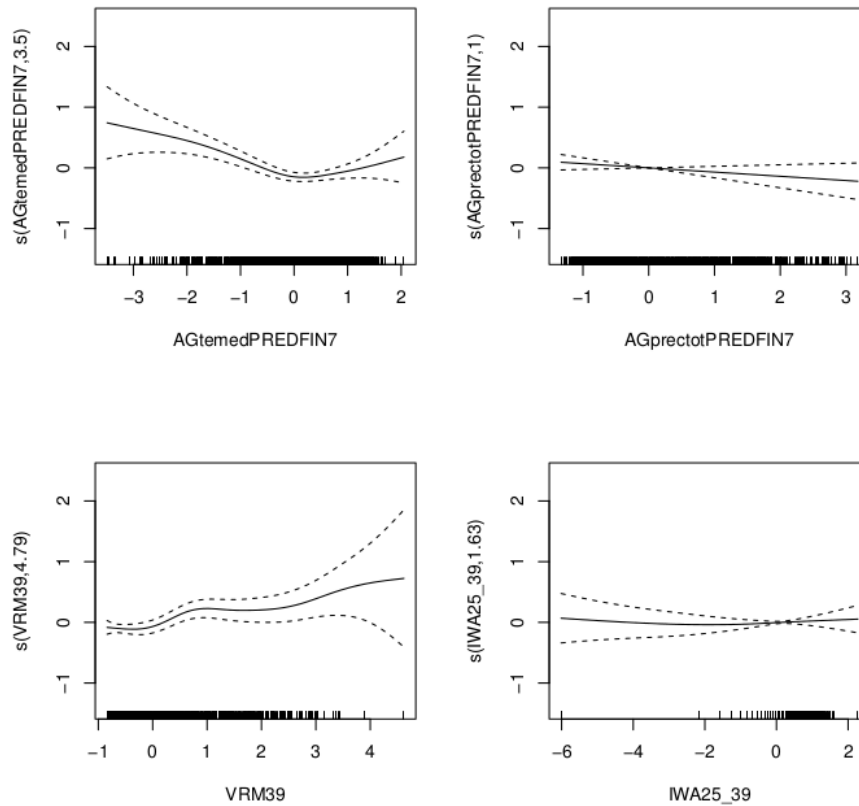 s(AGtemedPREDFIN7,3.5)
2
1
0
−1
−3 −2 −1 0 1 2
AGtemedPREDFIN7
s(AGprectotPREDFIN7,1)
2
1
0
−1
−1 0 1 2 3
AGprectotPREDFIN7
s(VRM39,4.79)
2
1
0
−1
−1 0 1 2 3 4
VRM39
s(IWA25_39,1.63)
2
1
0
−1
−6 −4 −2 0 2
IWA25_39